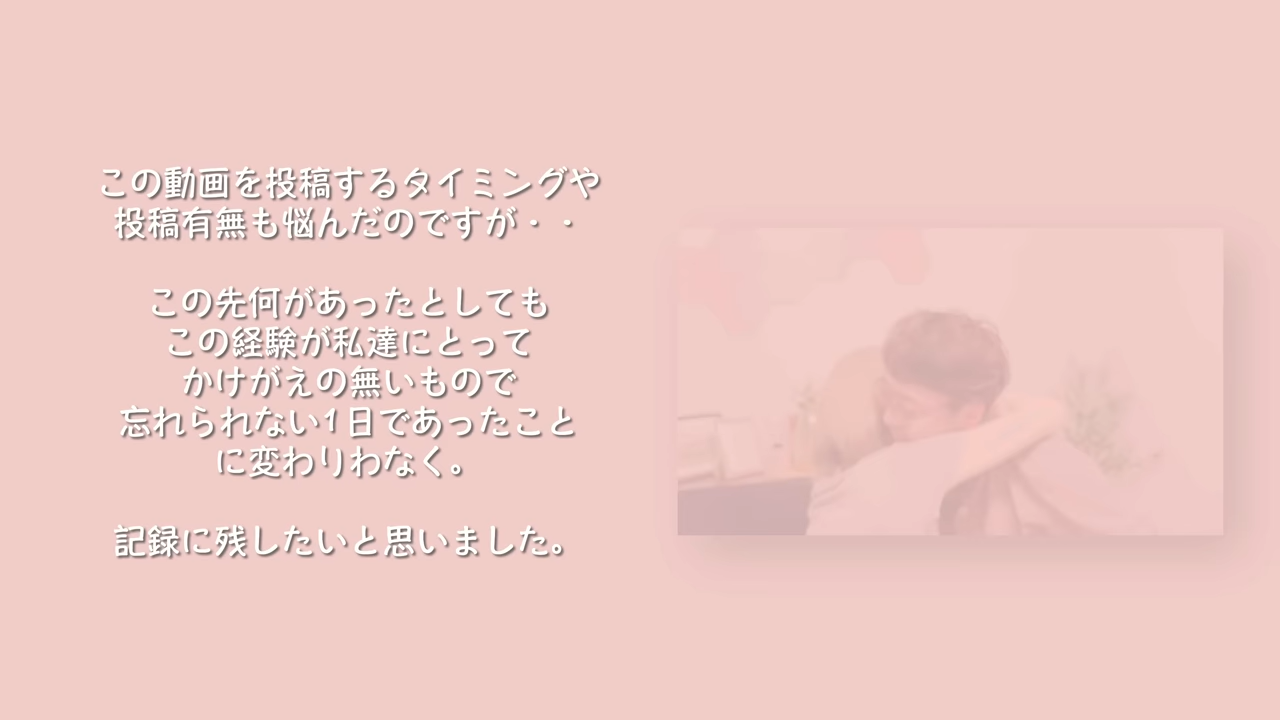 この動画を投稿するタイミングや
投稿有無も悩んだのですが・・
この先何があったとしても
この経験が私達にとって
かけがえの無いもので
忘れられない1日であったこと
に変わりわなく。
記録に残したいと思いました。